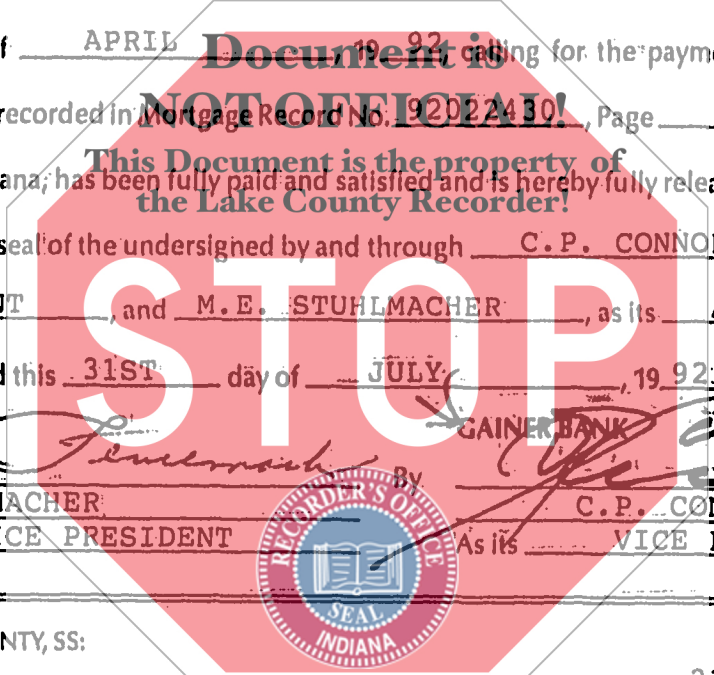 f APRIL, 19 92, calling for the paym
Document is
recorded in Mortgage Record No. 92022430, Page
NOT OFFICIAL!
This Document is the property of
ana, has been fully paid and satisfied and is hereby fully relea
the Lake County Recorder!
seal of the undersigned by and through C.P. CONNO
UT, and M.E. STUHLMACHER, as its A
STOP
d this 31ST day of JULY, 19 92
GAINER BANK
By
ACHER C.P. CO
CE PRESIDENT As its VICE
RECORDER'S OFFICE
SEAL
INDIANA
NTY, SS: